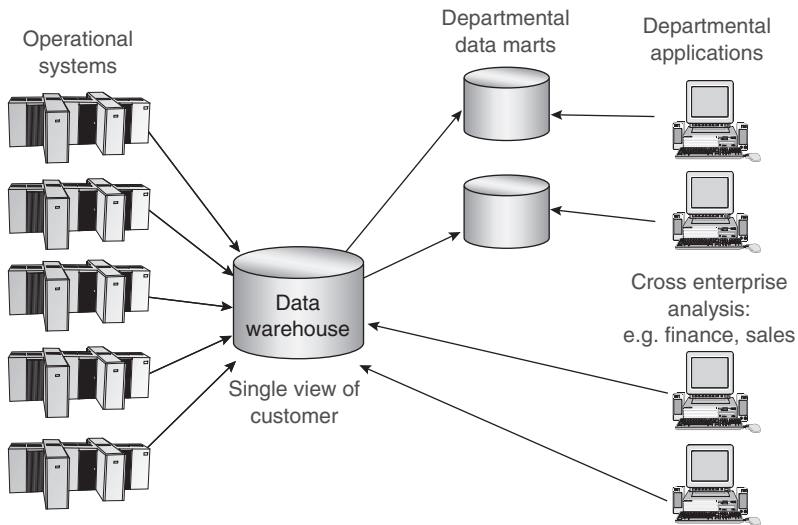 Operational
systems
Departmental
data marts
Departmental
applications
Data
warehouse
Single view of
customer
Cross enterprise
analysis:
e.g. finance, sales